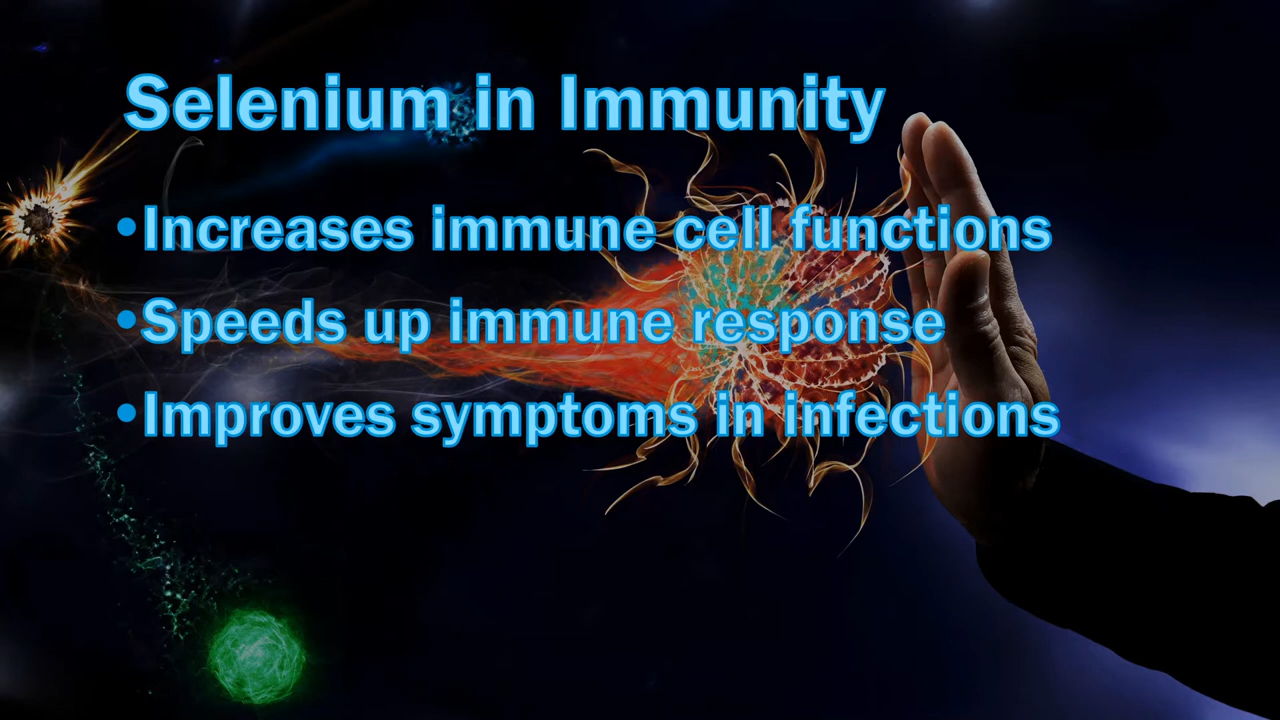 Selenium in Immunity
•Increases immune cell functions
•Speeds up immune response
•Improves symptoms in infections